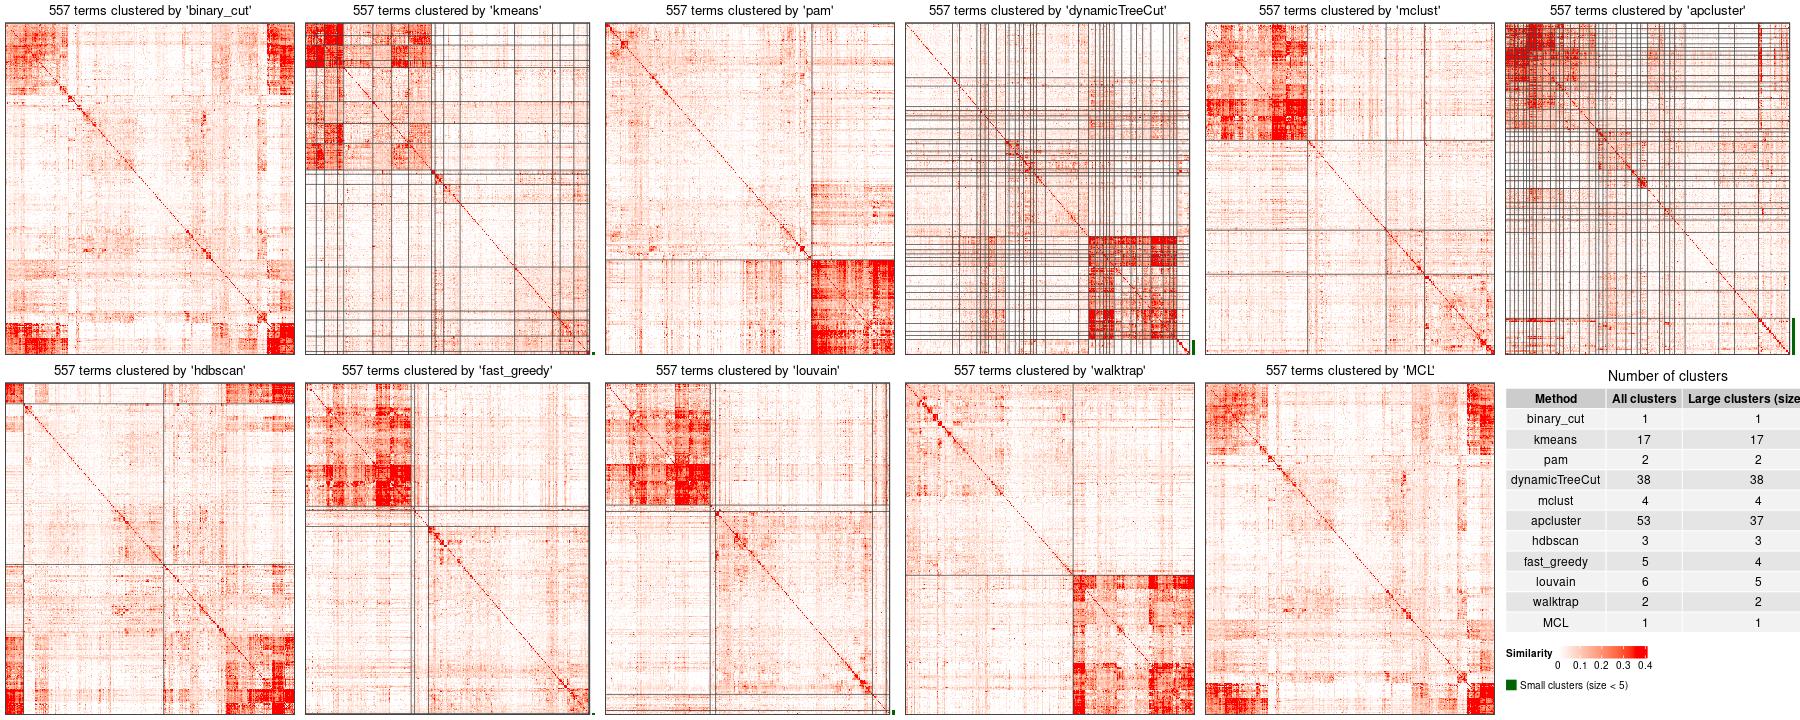 557 terms clustered by 'binary_cut'
557 terms clustered by 'kmeans'
557 terms clustered by 'pam'
557 terms clustered by 'dynamicTreeCut'
557 terms clustered by 'mclust'
557 terms clustered by 'apcluster'
557 terms clustered by 'hdbscan'
557 terms clustered by 'fast_greedy'
557 terms clustered by 'louvain'
557 terms clustered by 'walktrap'
557 terms clustered by 'MCL'
Number of clusters
Method All clusters Large clusters (size
binary_cut 1 1
kmeans 17 17
pam 2 2
dynamicTreeCut 38 38
mclust 4 4
apcluster 53 37
hdbscan 3 3
fast_greedy 5 4
louvain 6 5
walktrap 2 2
MCL 1 1
Similarity
0 0.1 0.2 0.3 0.4
Small clusters (size < 5)